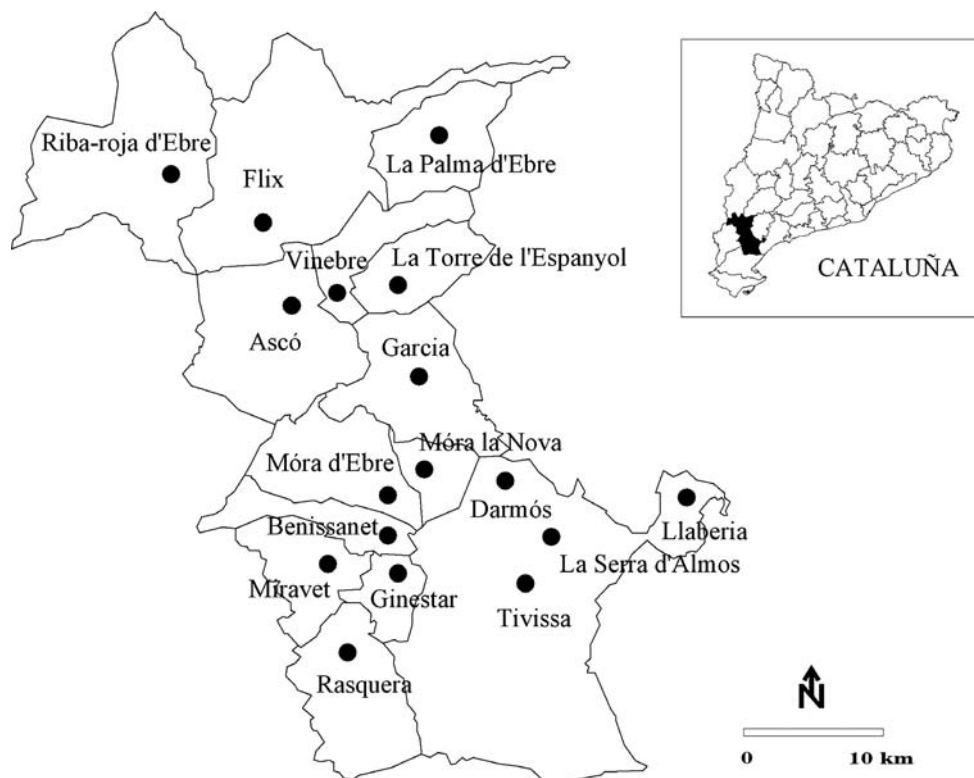 Riba-roja d'Ebre
La Palma d'Ebre
Flix
Vinebre
La Torre de l'Espanyol
CATALUÑA
Ascó
Garcia
Móra la Nova
Móra d'Ebre
Darmós
Benissanet
Llaberia
La Serra d'Almos
Miravet
Ginestar
Tivissa
Rasquera
N
0 10 km